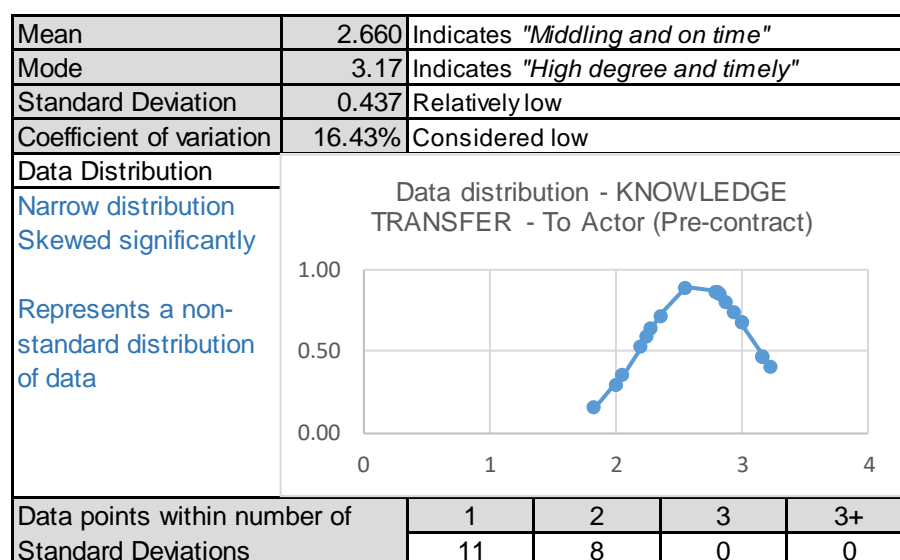 Mean 2.660 Indicates "Middling and on time"
Mode 3.17 Indicates "High degree and timely"
Standard Deviation 0.437 Relatively low
Coefficient of variation 16.43% Considered low
Data Distribution
Narrow distribution
Skewed significantly
Represents a non-
standard distribution
of data
Data distribution - KNOWLEDGE
TRANSFER - To Actor (Pre-contract)
1.00
0.50
0.00
0 1 2 3 4
Data points within number of 1 2 3 3+
Standard Deviations 11 8 0 0